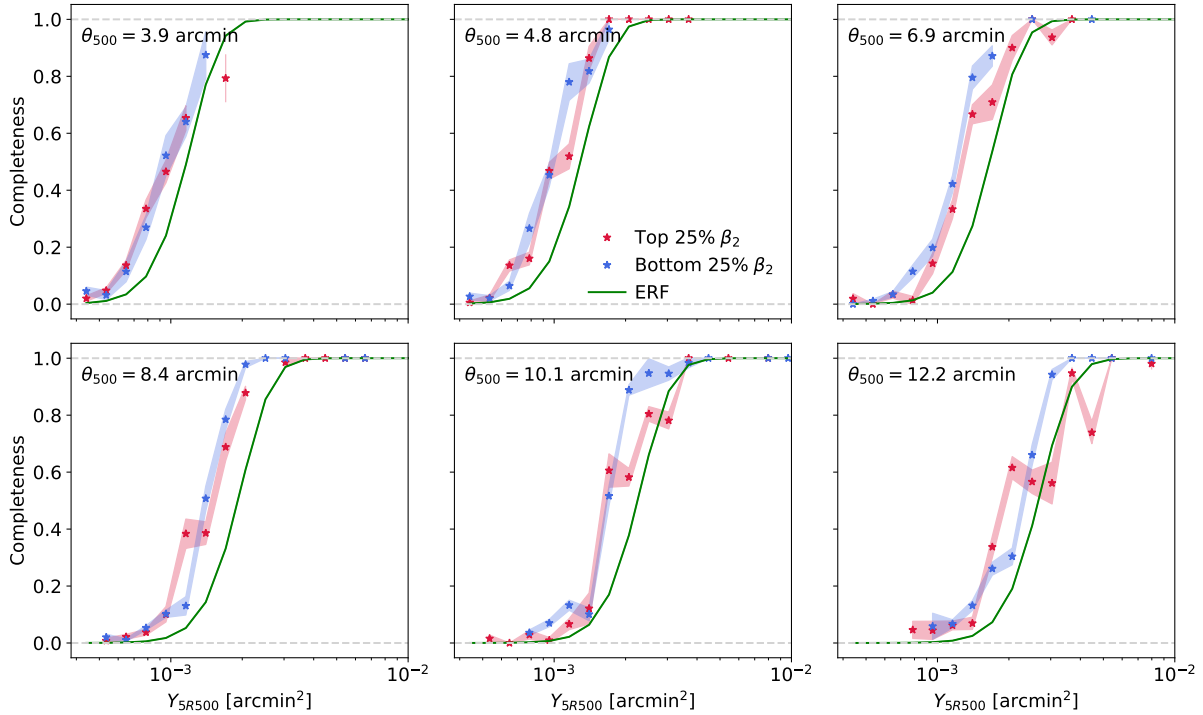 θ500 = 3.9 arcmin
θ500 = 4.8 arcmin
θ500 = 6.9 arcmin
Completeness
1.0
0.8
0.6
0.4
0.2
0.0
Top 25% β2
Bottom 25% β2
ERF
θ500 = 8.4 arcmin
θ500 = 10.1 arcmin
θ500 = 12.2 arcmin
Completeness
1.0
0.8
0.6
0.4
0.2
0.0
10−3
10−2
10−3
10−2
10−3
10−2
Y5R500 [arcmin2]
Y5R500 [arcmin2]
Y5R500 [arcmin2]